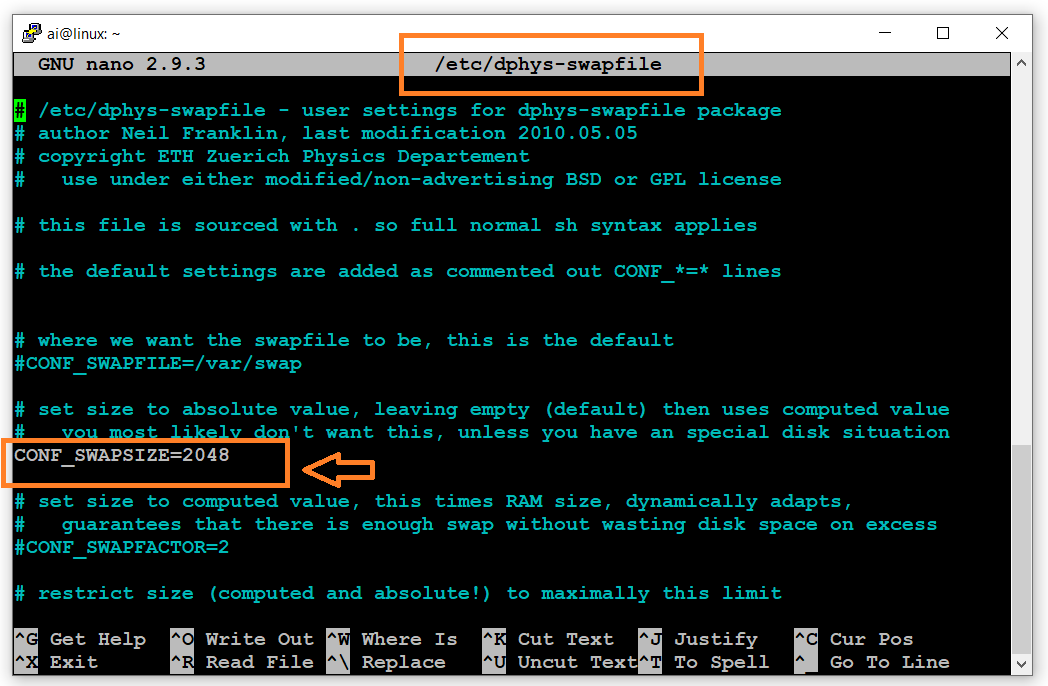 ai@linux: ~
GNU nano 2.9.3 /etc/dphys-swapfile
# /etc/dphys-swapfile - user settings for dphys-swapfile package
# author Neil Franklin, last modification 2010.05.05
# copyright ETH Zuerich Physics Departement
#   use under either modified/non-advertising BSD or GPL license
# this file is sourced with . so full normal sh syntax applies
# the default settings are added as commented out CONF_*=* lines
# where we want the swapfile to be, this is the default
#CONF_SWAPFILE=/var/swap
# set size to absolute value, leaving empty (default) then uses computed value
#   you most likely don't want this, unless you have an special disk situation
CONF_SWAPSIZE=2048
# set size to computed value, this times RAM size, dynamically adapts,
#   guarantees that there is enough swap without wasting disk space on excess
#CONF_SWAPFACTOR=2
# restrict size (computed and absolute!) to maximally this limit
^G Get Help ^O Write Out ^W Where Is ^K Cut Text ^J Justify ^C Cur Pos
^X Exit ^R Read File ^\ Replace ^U Uncut Text ^T To Spell ^_ Go To Line